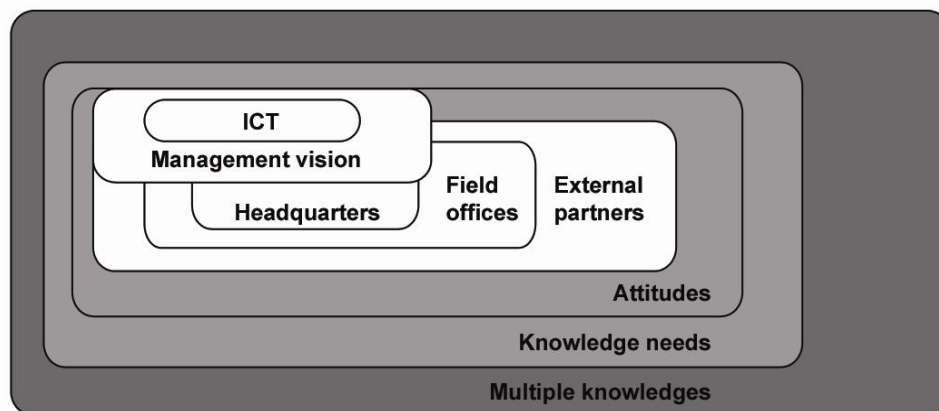 ICT
Management vision
Headquarters
Field
offices
External
partners
Attitudes
Knowledge needs
Multiple knowledges